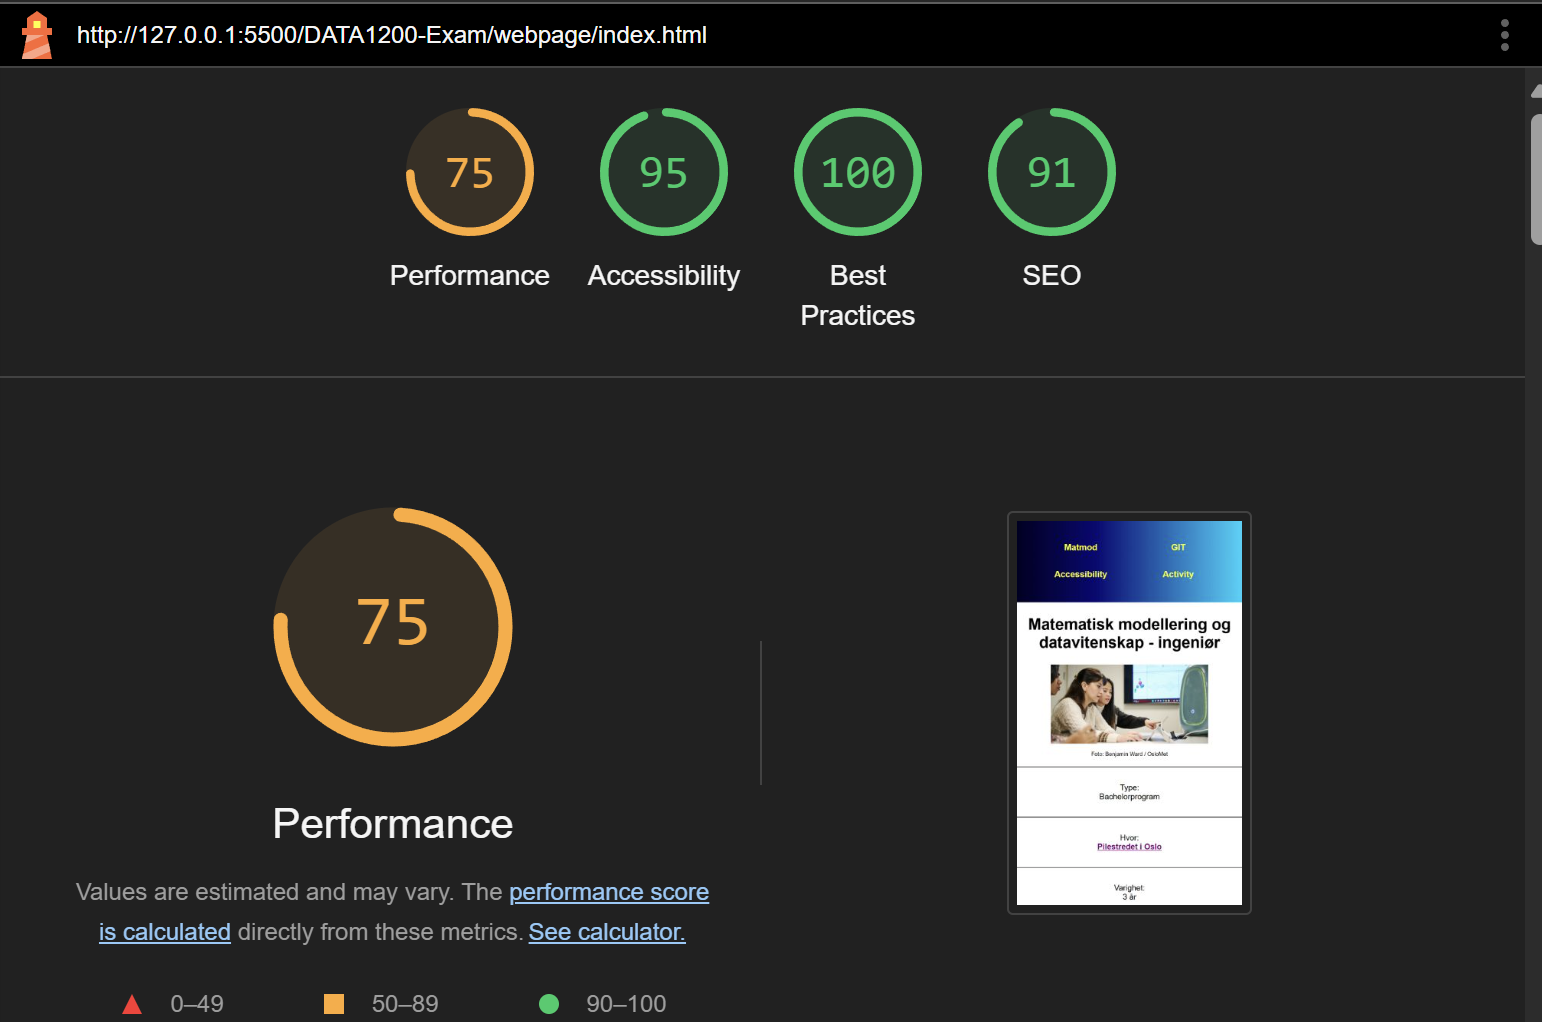 http://127.0.0.1:5500/DATA1200-Exam/webpage/index.html
75
95
100
91
Performance
Accessibility
Best
Practices
SEO
75
Performance
Values are estimated and may vary. The performance score
is calculated directly from these metrics. See calculator.
0–49
50–89
90–100
Matmod
GIT
Accessibility
Activity
Matematisk modellering og
datavitenskap - ingeniør
Foto: Benjamin Ward / OsloMet
Type:
Bachelorprogram
Hvor:
Pilestredet i Oslo
Varighet:
3 år